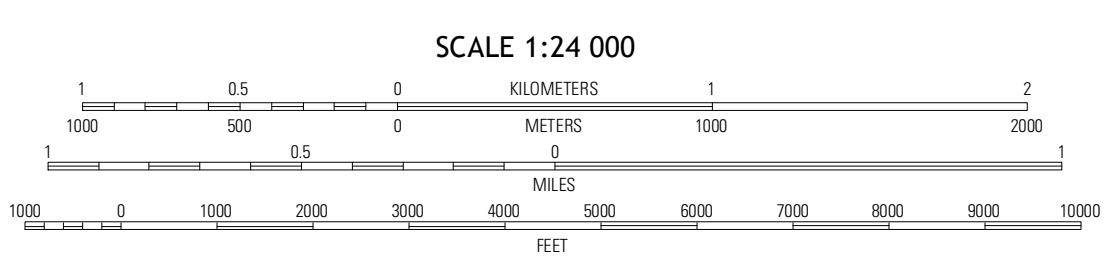 SCALE 1:24 000
1 0.5 0 KILOMETERS 1 2
1000 500 0 METERS 1000 2000
1 0.5 0 1
MILES
1000 0 1000 2000 3000 4000 5000 6000 7000 8000 9000 10000
FEET